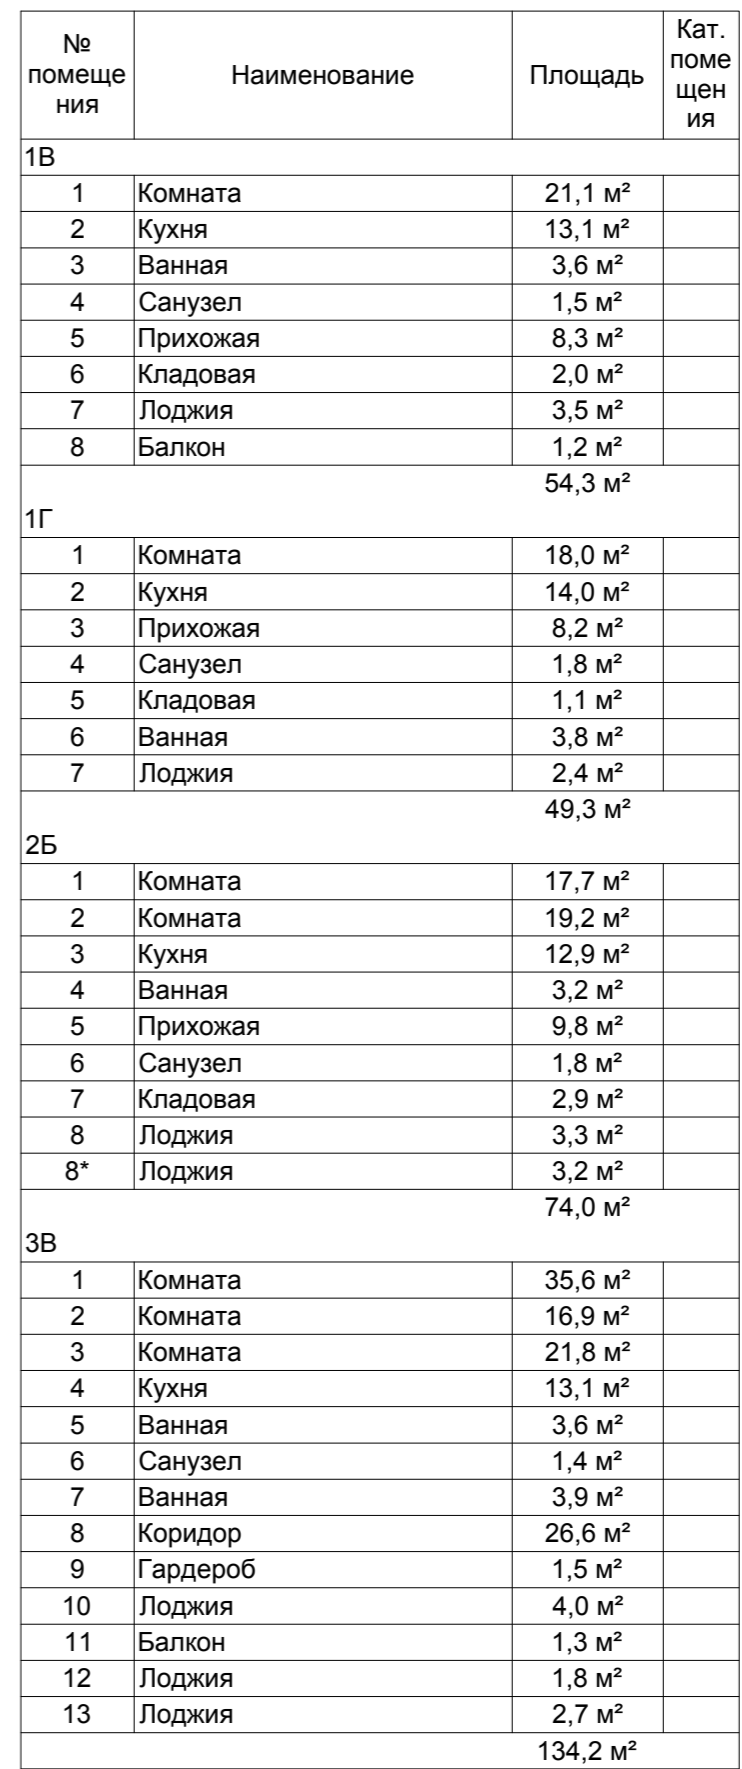 № помеще ния Наименование Площадь Кат. поме щен ия
1В
1 Комната 21,1 м²
2 Кухня 13,1 м²
3 Ванная 3,6 м²
4 Санузел 1,5 м²
5 Прихожая 8,3 м²
6 Кладовая 2,0 м²
7 Лоджия 3,5 м²
8 Балкон 1,2 м²
54,3 м²
1Г
1 Комната 18,0 м²
2 Кухня 14,0 м²
3 Прихожая 8,2 м²
4 Санузел 1,8 м²
5 Кладовая 1,1 м²
6 Ванная 3,8 м²
7 Лоджия 2,4 м²
49,3 м²
2Б
1 Комната 17,7 м²
2 Комната 19,2 м²
3 Кухня 12,9 м²
4 Ванная 3,2 м²
5 Прихожая 9,8 м²
6 Санузел 1,8 м²
7 Кладовая 2,9 м²
8 Лоджия 3,3 м²
8* Лоджия 3,2 м²
74,0 м²
3В
1 Комната 35,6 м²
2 Комната 16,9 м²
3 Комната 21,8 м²
4 Кухня 13,1 м²
5 Ванная 3,6 м²
6 Санузел 1,4 м²
7 Ванная 3,9 м²
8 Коридор 26,6 м²
9 Гардероб 1,5 м²
10 Лоджия 4,0 м²
11 Балкон 1,3 м²
12 Лоджия 1,8 м²
13 Лоджия 2,7 м²
134,2 м²